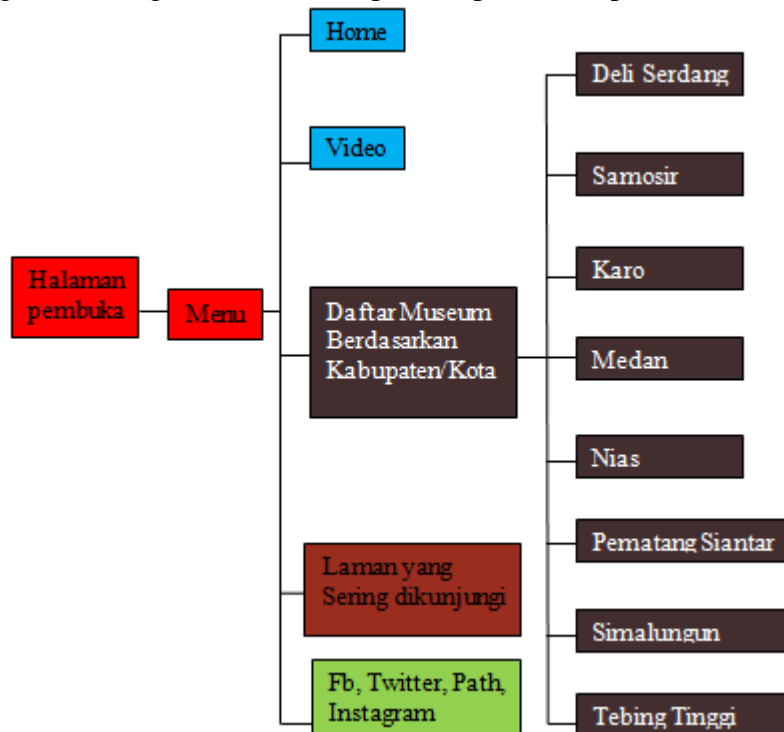 Home
Video
Halaman
pembuka
Menu
Daftar Museum
Berdasarkan
Kabupaten/Kota
Laman yang
Sering dikunjungi
Fb, Twitter, Path,
Instagram
Deli Serdang
Samosir
Karo
Medan
Nias
Pematang Siantar
Simalungun
Tebing Tinggi